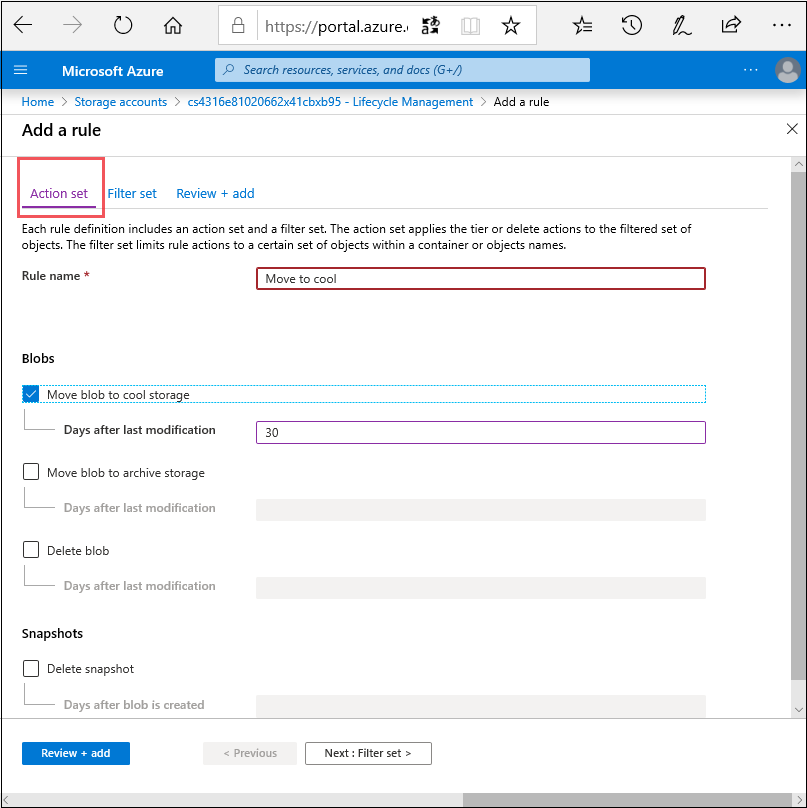 https://portal.azure.
Microsoft Azure
Search resources, services, and docs (G+/)
Home > Storage accounts > cs4316e81020662x41cbxb95 - Lifecycle Management > Add a rule
Add a rule
Action set Filter set Review + add
Each rule definition includes an action set and a filter set. The action set applies the tier or delete actions to the filtered set of
objects. The filter set limits rule actions to a certain set of objects within a container or objects names.
Rule name * Move to cool
Blobs
Move blob to cool storage
Days after last modification 30
Move blob to archive storage
Days after last modification
Delete blob
Days after last modification
Snapshots
Delete snapshot
Days after blob is created
Review + add < Previous Next : Filter set >